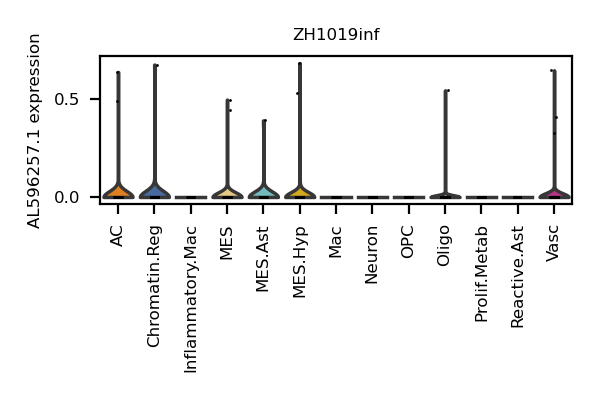 ZH1019inf
AL596257.1 expression
0.5
0.0
AC
Chromatin.Reg
Inflammatory.Mac
MES
MES.Ast
MES.Hyp
Mac
Neuron
OPC
Oligo
Prolif.Metab
Reactive.Ast
Vasc